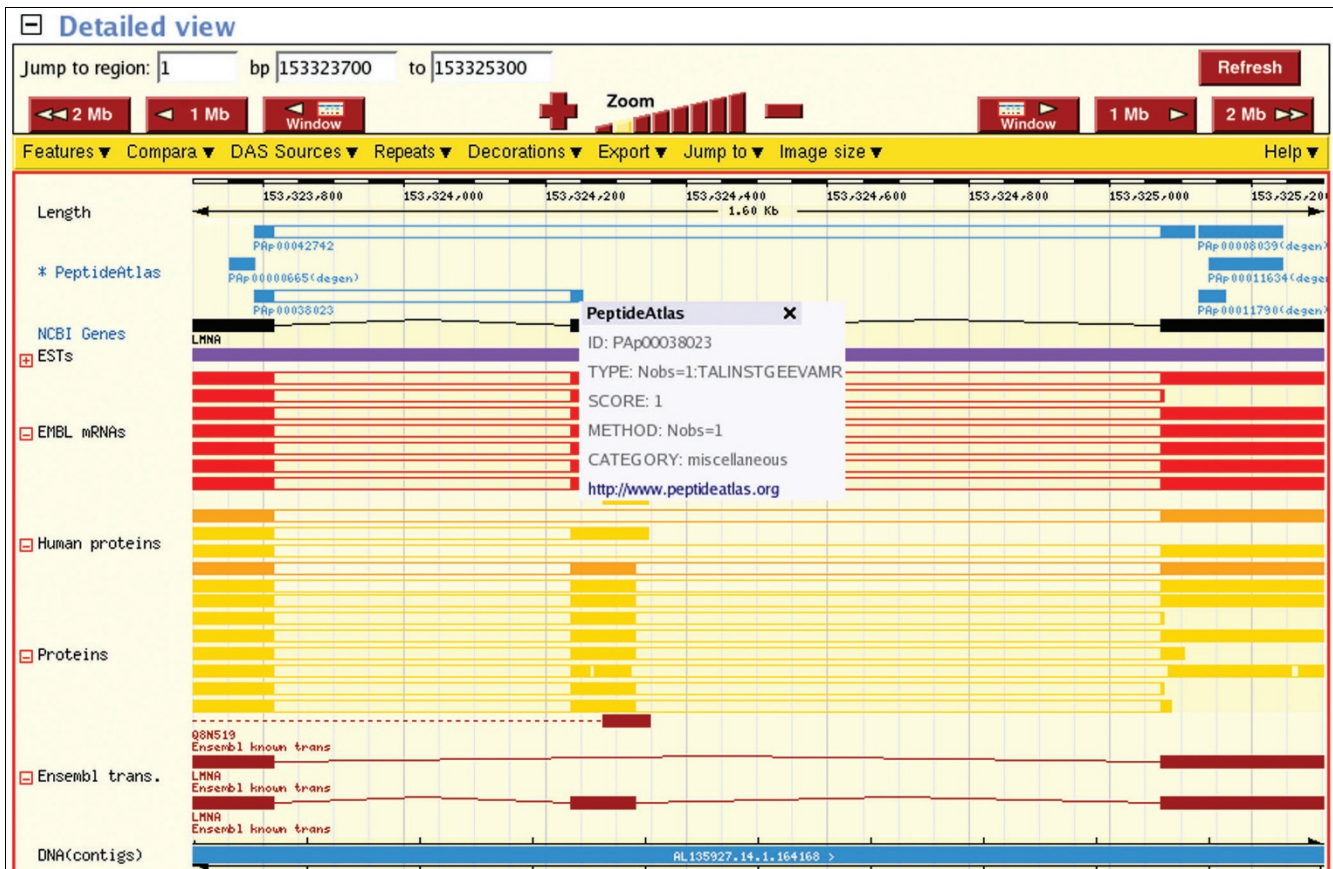 Detailed view
Jump to region: 1 bp 153323700 to 153325300 Refresh
<<2 Mb < 1 Mb < Window Zoom Window > 1 Mb > 2 Mb >>
Features ▼ Compara ▼ DAS Sources ▼ Repeats ▼ Decorations ▼ Export ▼ Jump to ▼ Image size ▼ Help ▼
153,323,800 153,324,000 153,324,200 153,324,400 153,324,600 153,324,800 153,325,000 153,325,20
Length 1.60 Kb
PAp00042742 PAp00008039(degen)
* PeptideAtlas
PAp00000665(degen) PAp00011634(degen
PAp00038023 PAp00011790(degen)
NCBI Genes
LMNA
ESTs
PeptideAtlas X
ID: PAp00038023
TYPE: Nobs=1:TALINSTGEEVAMR
SCORE: 1
METHOD: Nobs=1
CATEGORY: miscellaneous
http://www.peptideatlas.org
EMBL mRNAs
Human proteins
Proteins
Q8N519
Ensembl known trans
Ensembl trans.
LMNA
Ensembl known trans
LMNA
Ensembl known trans
DNA(contigs) AL135927.14.1.164168 >